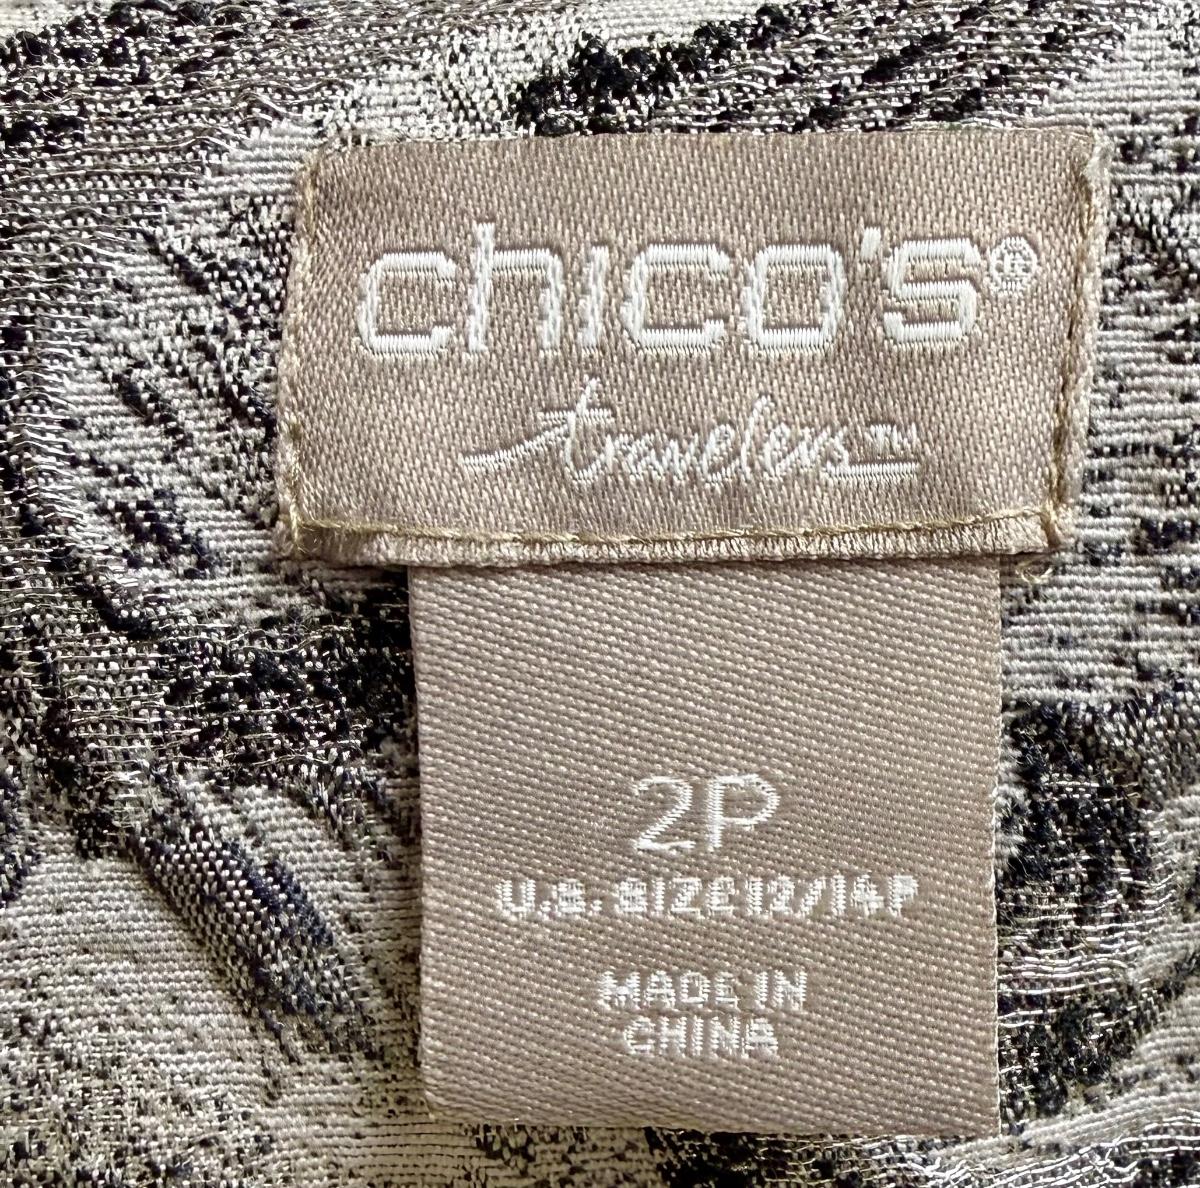 chico's®
travelers™
2P
U.S. SIZE 12/14P
MADE IN
CHINA